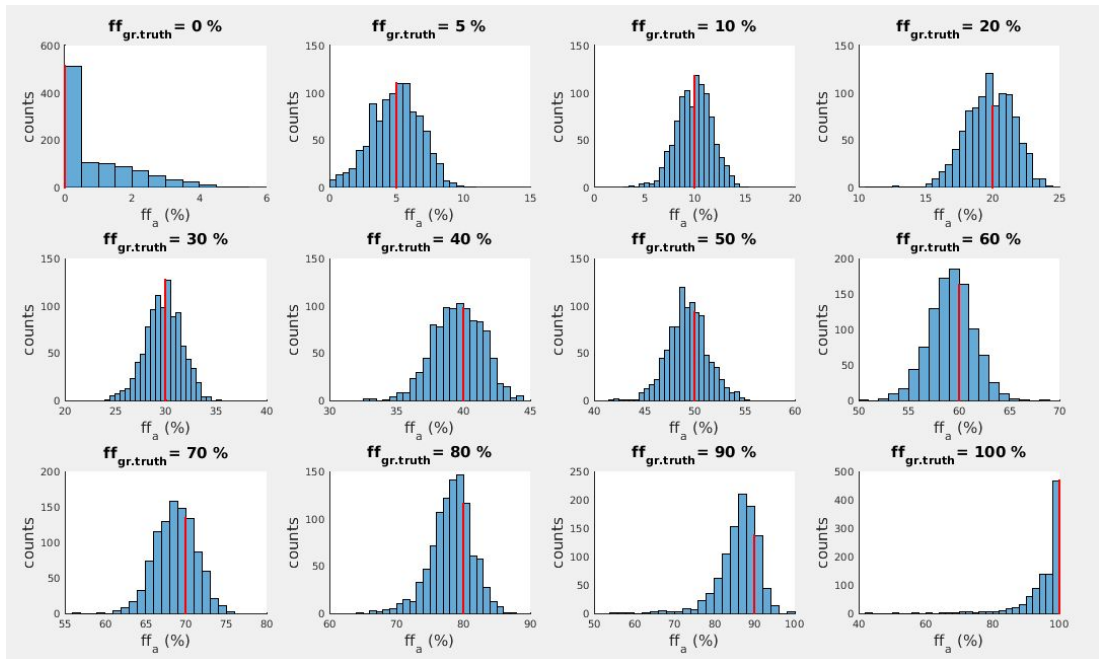 ff_gr.truth= 0 %
600
400
200
0
counts
0 2 4 6
ff_a (%)
ff_gr.truth= 5 %
150
100
50
0
counts
0 5 10 15
ff_a (%)
ff_gr.truth= 10 %
150
100
50
0
counts
0 5 10 15 20
ff_a (%)
ff_gr.truth= 20 %
150
100
50
0
counts
10 15 20 25
ff_a (%)
ff_gr.truth= 30 %
150
100
50
0
counts
20 25 30 35 40
ff_a (%)
ff_gr.truth= 40 %
150
100
50
0
counts
30 35 40 45
ff_a (%)
ff_gr.truth= 50 %
150
100
50
0
counts
40 45 50 55 60
ff_a (%)
ff_gr.truth= 60 %
200
150
100
50
0
counts
50 55 60 65 70
ff_a (%)
ff_gr.truth= 70 %
200
150
100
50
0
counts
55 60 65 70 75 80
ff_a (%)
ff_gr.truth= 80 %
150
100
50
0
counts
60 70 80 90
ff_a (%)
ff_gr.truth= 90 %
250
200
150
100
50
0
counts
50 60 70 80 90 100
ff_a (%)
ff_gr.truth= 100 %
500
400
300
200
100
0
counts
40 60 80 100
ff_a (%)